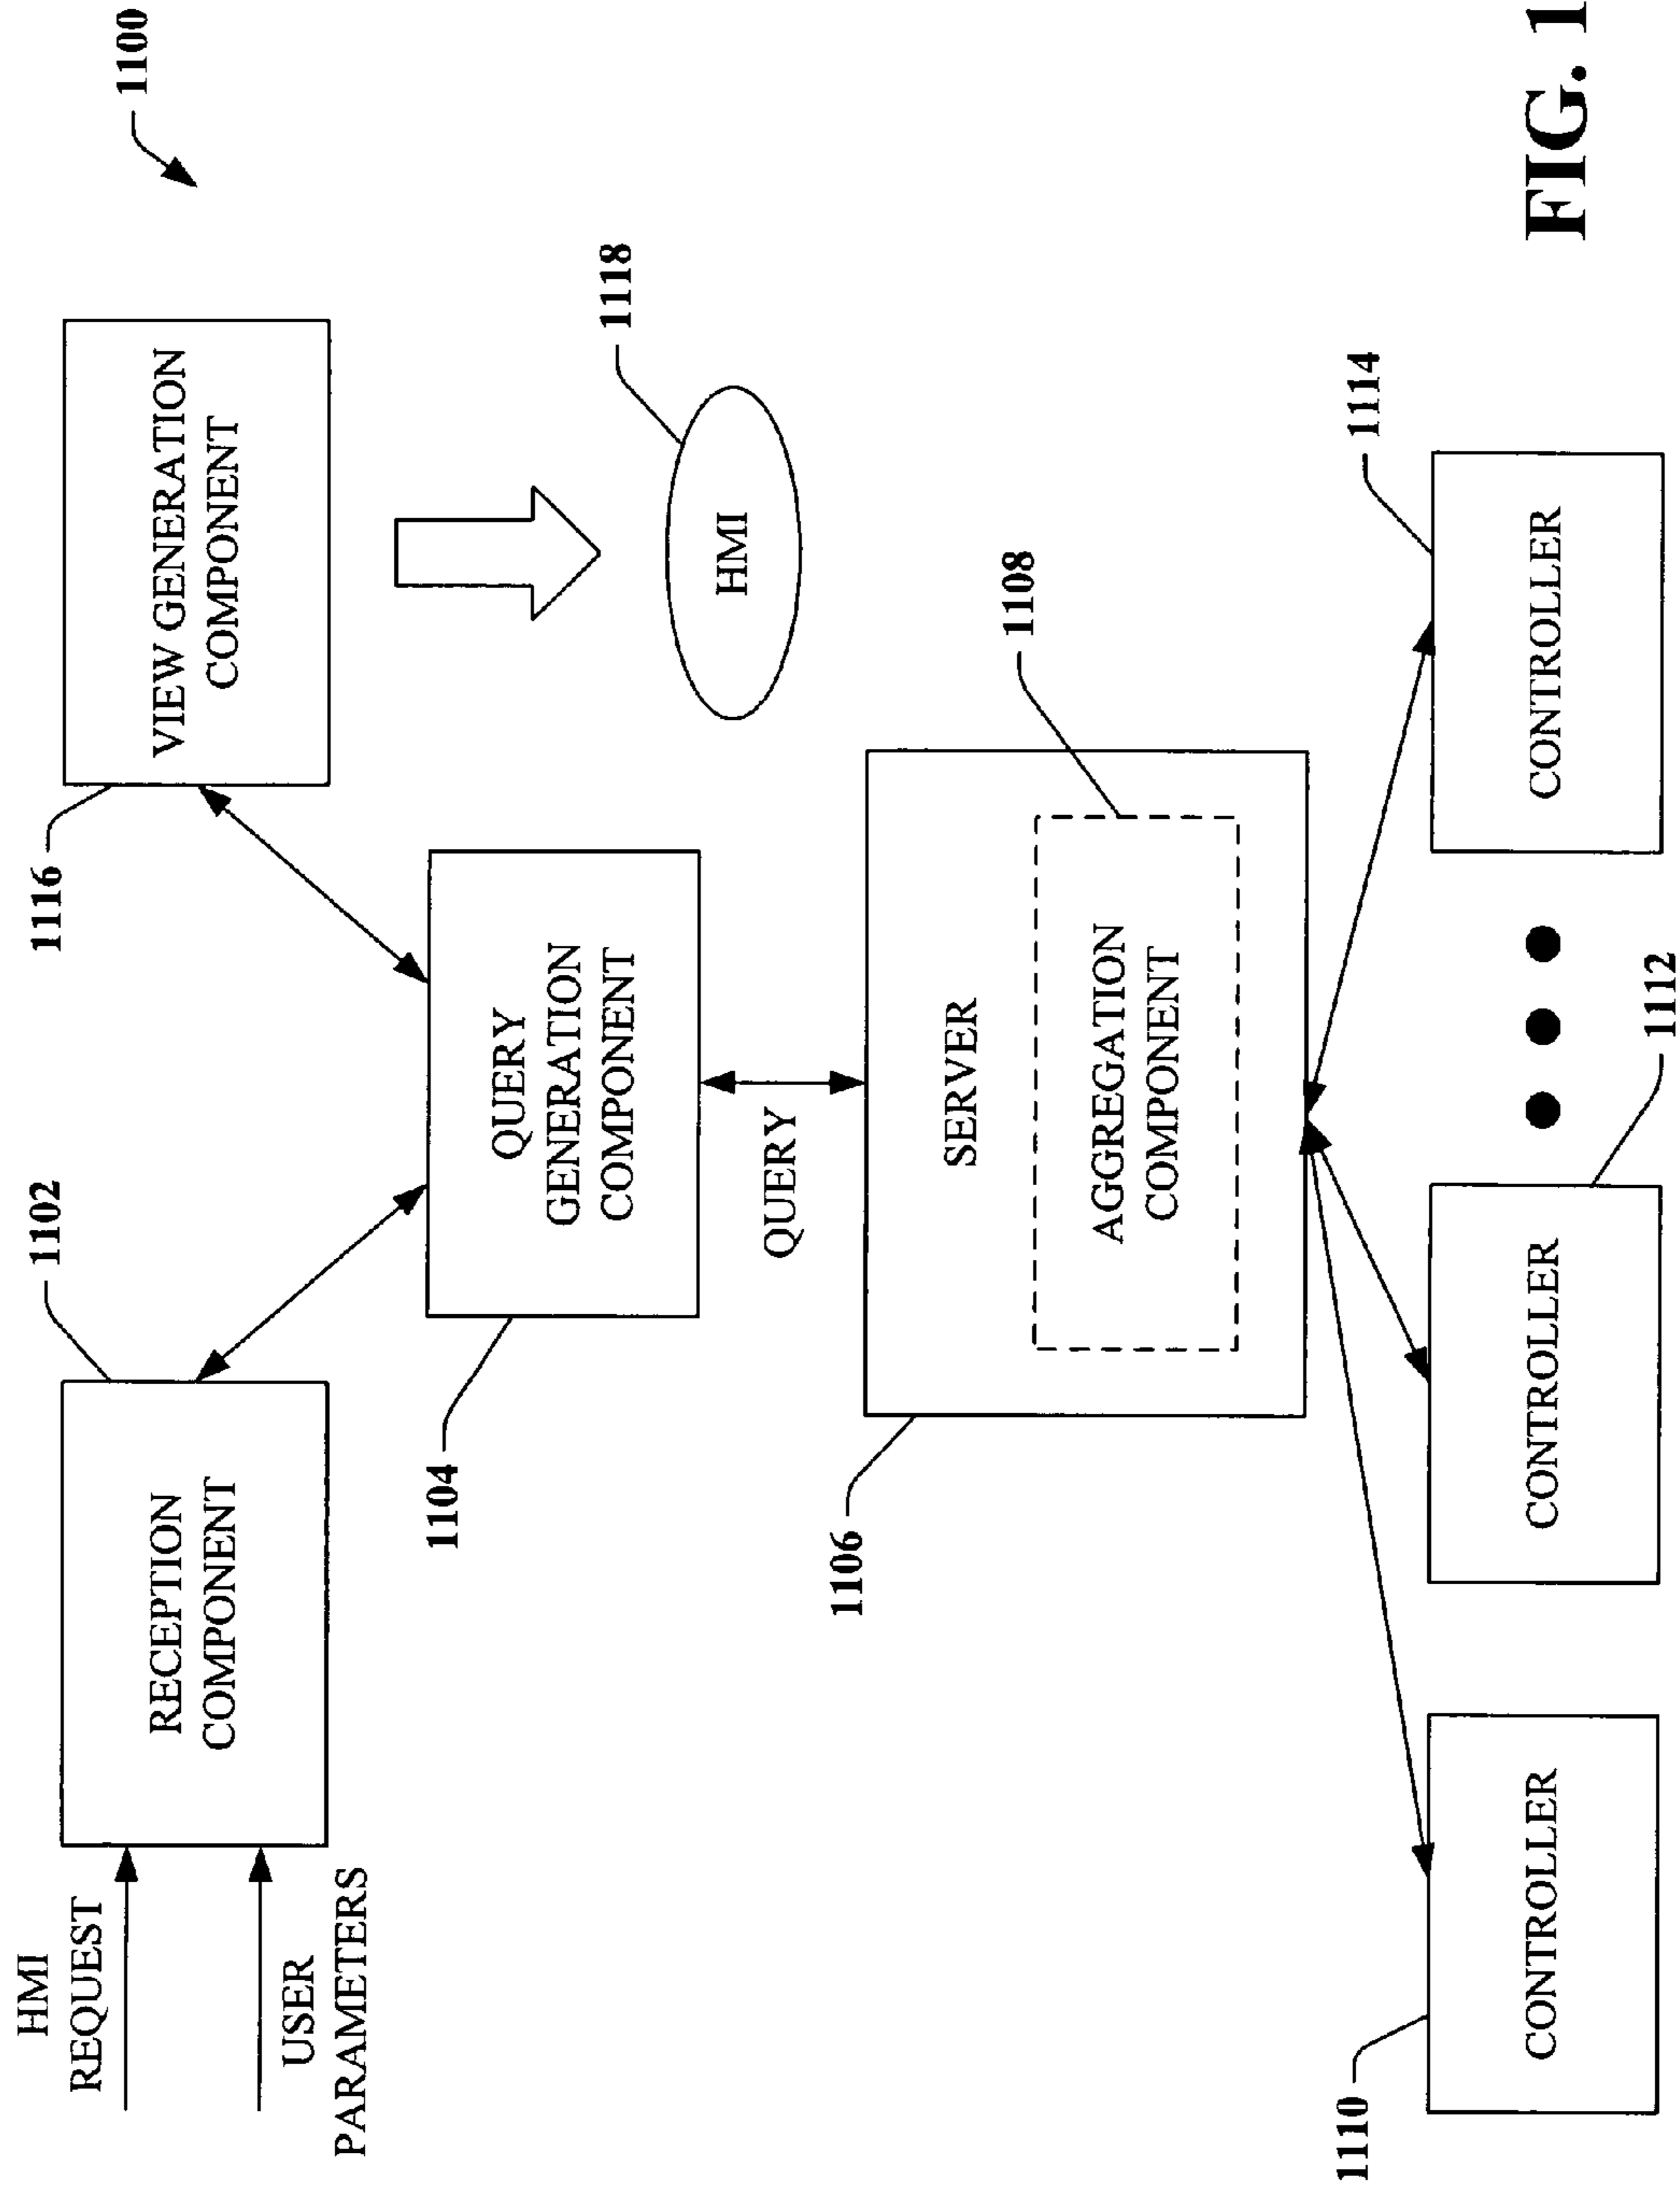 1100
HMI
REQUEST
USER
PARAMETERS
1102
RECEPTION
COMPONENT
1116
VIEW GENERATION
COMPONENT
1104
QUERY
GENERATION
COMPONENT
1118
HMI
QUERY
1106
SERVER
1108
AGGREGATION
COMPONENT
1110
CONTROLLER
CONTROLLER
1112
1114
CONTROLLER
FIG. 1